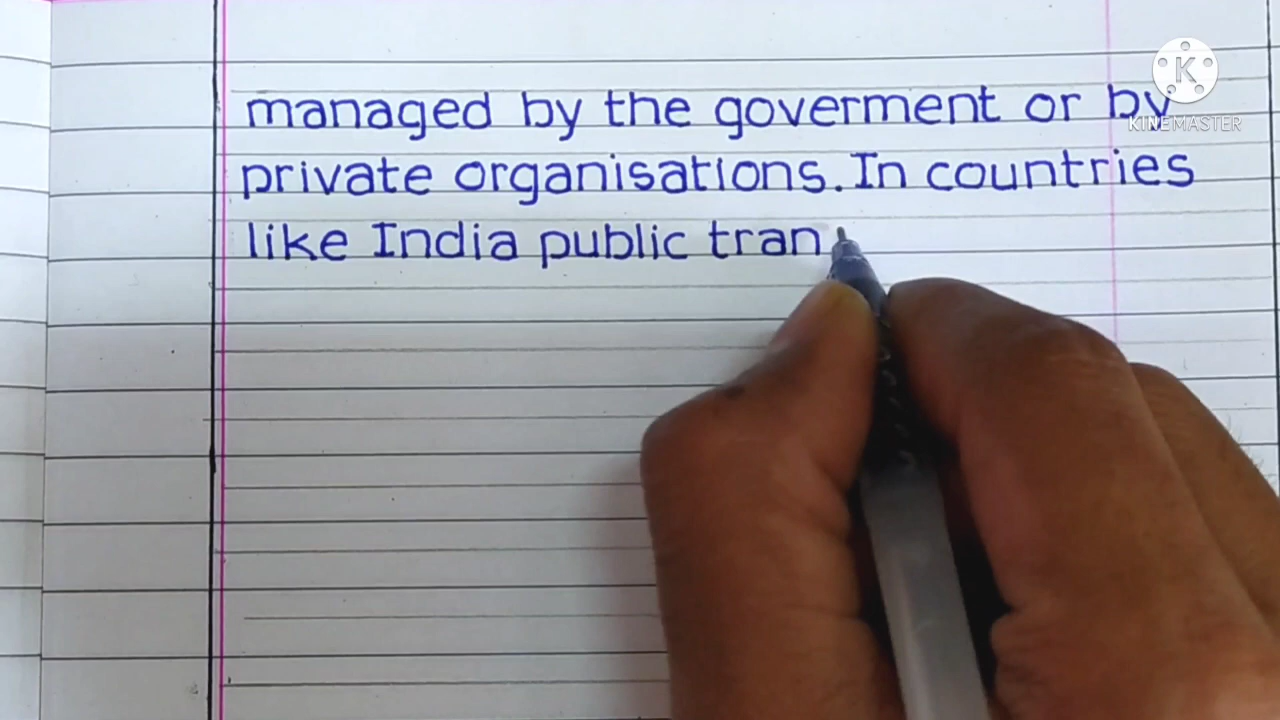 managed by the goverment or by
private organisations. In countries
like India public tran
K
KINEMASTER